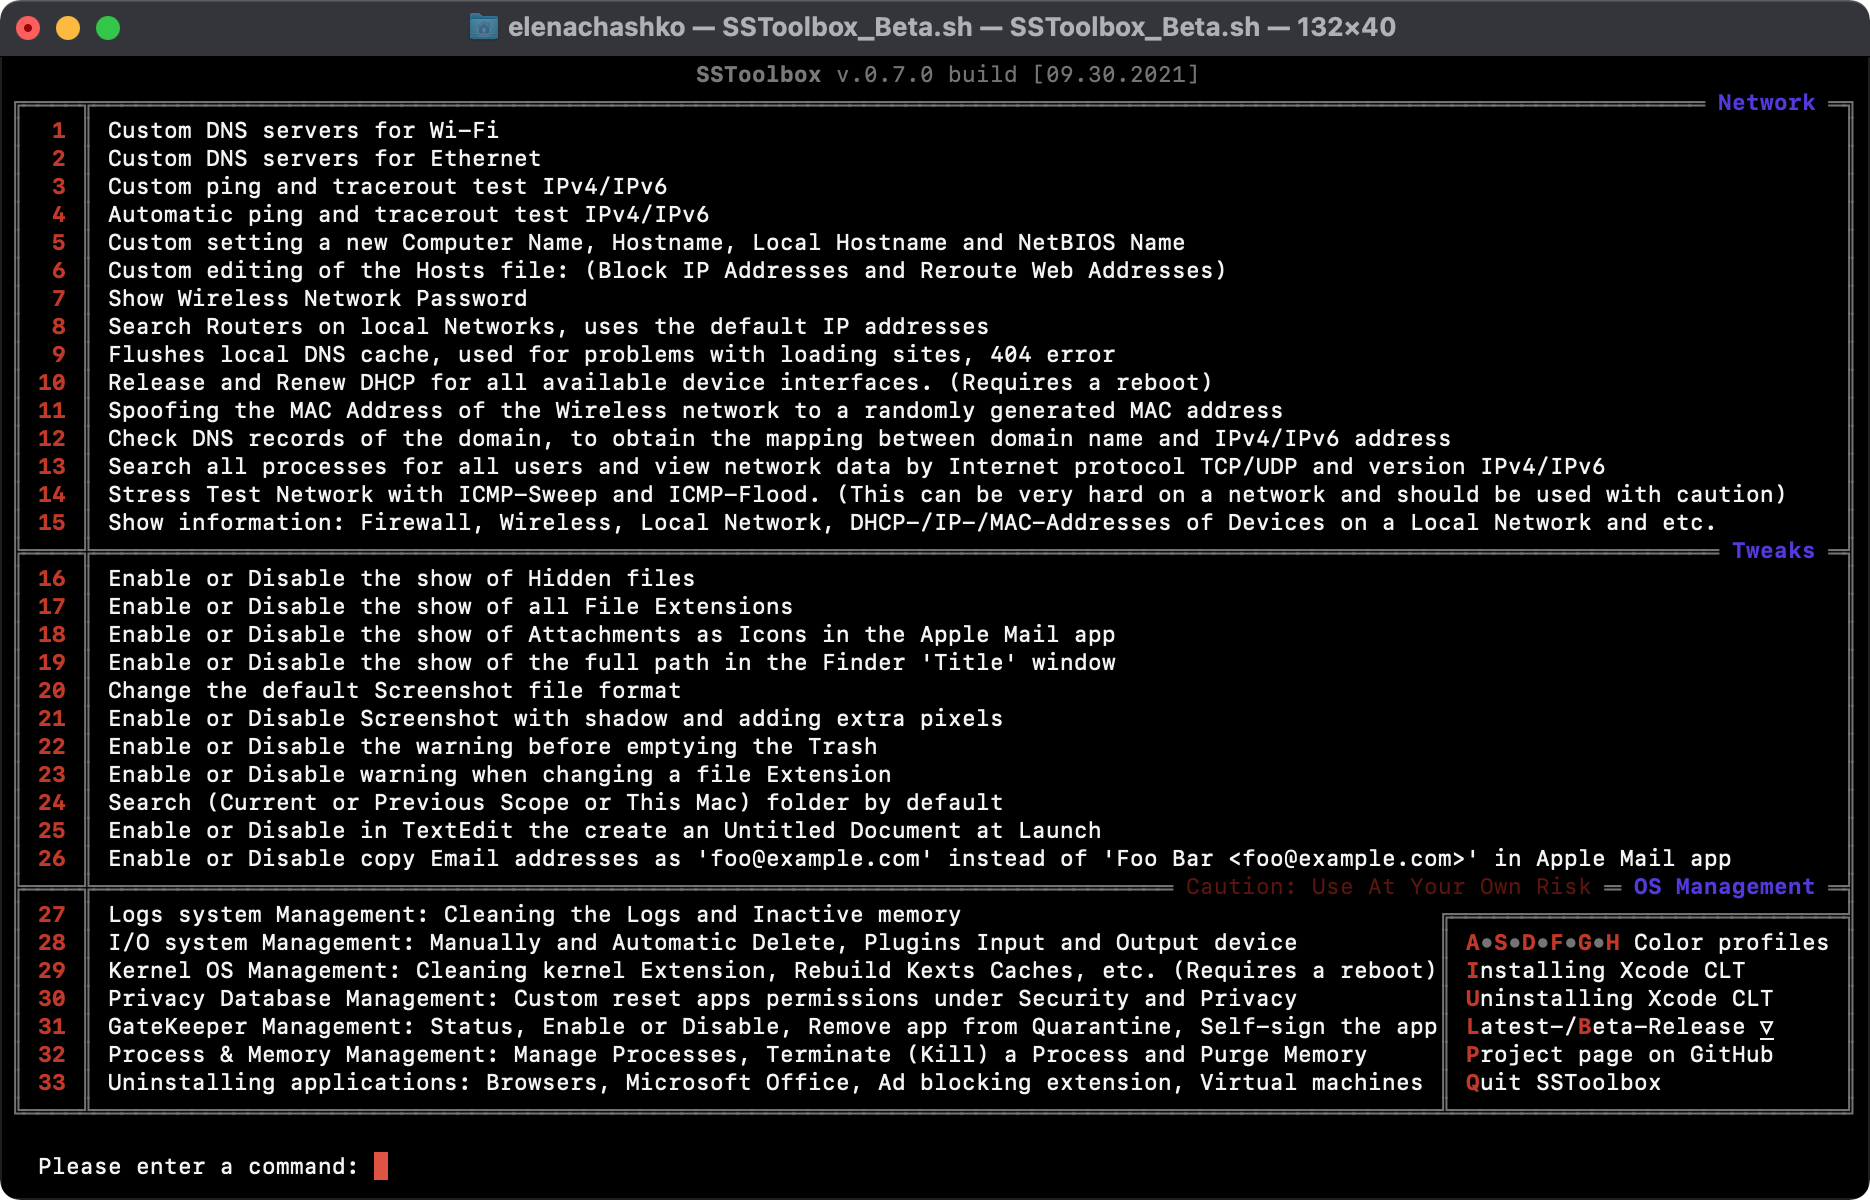 elenachashko — SSToolbox_Beta.sh — SSToolbox_Beta.sh — 132×40
SSToolbox v.0.7.0 build [09.30.2021]
Network
1 Custom DNS servers for Wi-Fi
2 Custom DNS servers for Ethernet
3 Custom ping and tracerout test IPv4/IPv6
4 Automatic ping and tracerout test IPv4/IPv6
5 Custom setting a new Computer Name, Hostname, Local Hostname and NetBIOS Name
6 Custom editing of the Hosts file: (Block IP Addresses and Reroute Web Addresses)
7 Show Wireless Network Password
8 Search Routers on local Networks, uses the default IP addresses
9 Flushes local DNS cache, used for problems with loading sites, 404 error
10 Release and Renew DHCP for all available device interfaces. (Requires a reboot)
11 Spoofing the MAC Address of the Wireless network to a randomly generated MAC address
12 Check DNS records of the domain, to obtain the mapping between domain name and IPv4/IPv6 address
13 Search all processes for all users and view network data by Internet protocol TCP/UDP and version IPv4/IPv6
14 Stress Test Network with ICMP-Sweep and ICMP-Flood. (This can be very hard on a network and should be used with caution)
15 Show information: Firewall, Wireless, Local Network, DHCP-/IP-/MAC-Addresses of Devices on a Local Network and etc.
Tweaks
16 Enable or Disable the show of Hidden files
17 Enable or Disable the show of all File Extensions
18 Enable or Disable the show of Attachments as Icons in the Apple Mail app
19 Enable or Disable the show of the full path in the Finder 'Title' window
20 Change the default Screenshot file format
21 Enable or Disable Screenshot with shadow and adding extra pixels
22 Enable or Disable the warning before emptying the Trash
23 Enable or Disable warning when changing a file Extension
24 Search (Current or Previous Scope or This Mac) folder by default
25 Enable or Disable in TextEdit the create an Untitled Document at Launch
26 Enable or Disable copy Email addresses as 'foo@example.com' instead of 'Foo Bar <foo@example.com>' in Apple Mail app
Caution: Use At Your Own Risk = OS Management
27 Logs system Management: Cleaning the Logs and Inactive memory
28 I/O system Management: Manually and Automatic Delete, Plugins Input and Output device
29 Kernel OS Management: Cleaning kernel Extension, Rebuild Kexts Caches, etc. (Requires a reboot)
30 Privacy Database Management: Custom reset apps permissions under Security and Privacy
31 GateKeeper Management: Status, Enable or Disable, Remove app from Quarantine, Self-sign the app
32 Process & Memory Management: Manage Processes, Terminate (Kill) a Process and Purge Memory
33 Uninstalling applications: Browsers, Microsoft Office, Ad blocking extension, Virtual machines
A•S•D•F•G•H Color profiles
Installing Xcode CLT
Uninstalling Xcode CLT
Latest-/Beta-Release ▽
Project page on GitHub
Quit SSToolbox
Please enter a command: